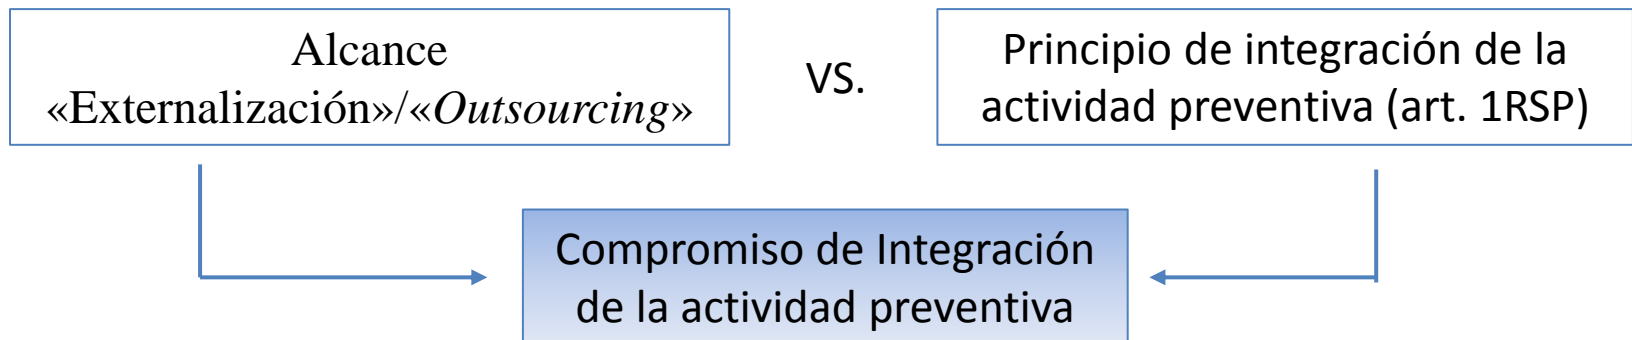 Alcance
«Externalización»/«Outsourcing»
VS.
Principio de integración de la
actividad preventiva (art. 1RSP)
Compromiso de Integración
de la actividad preventiva